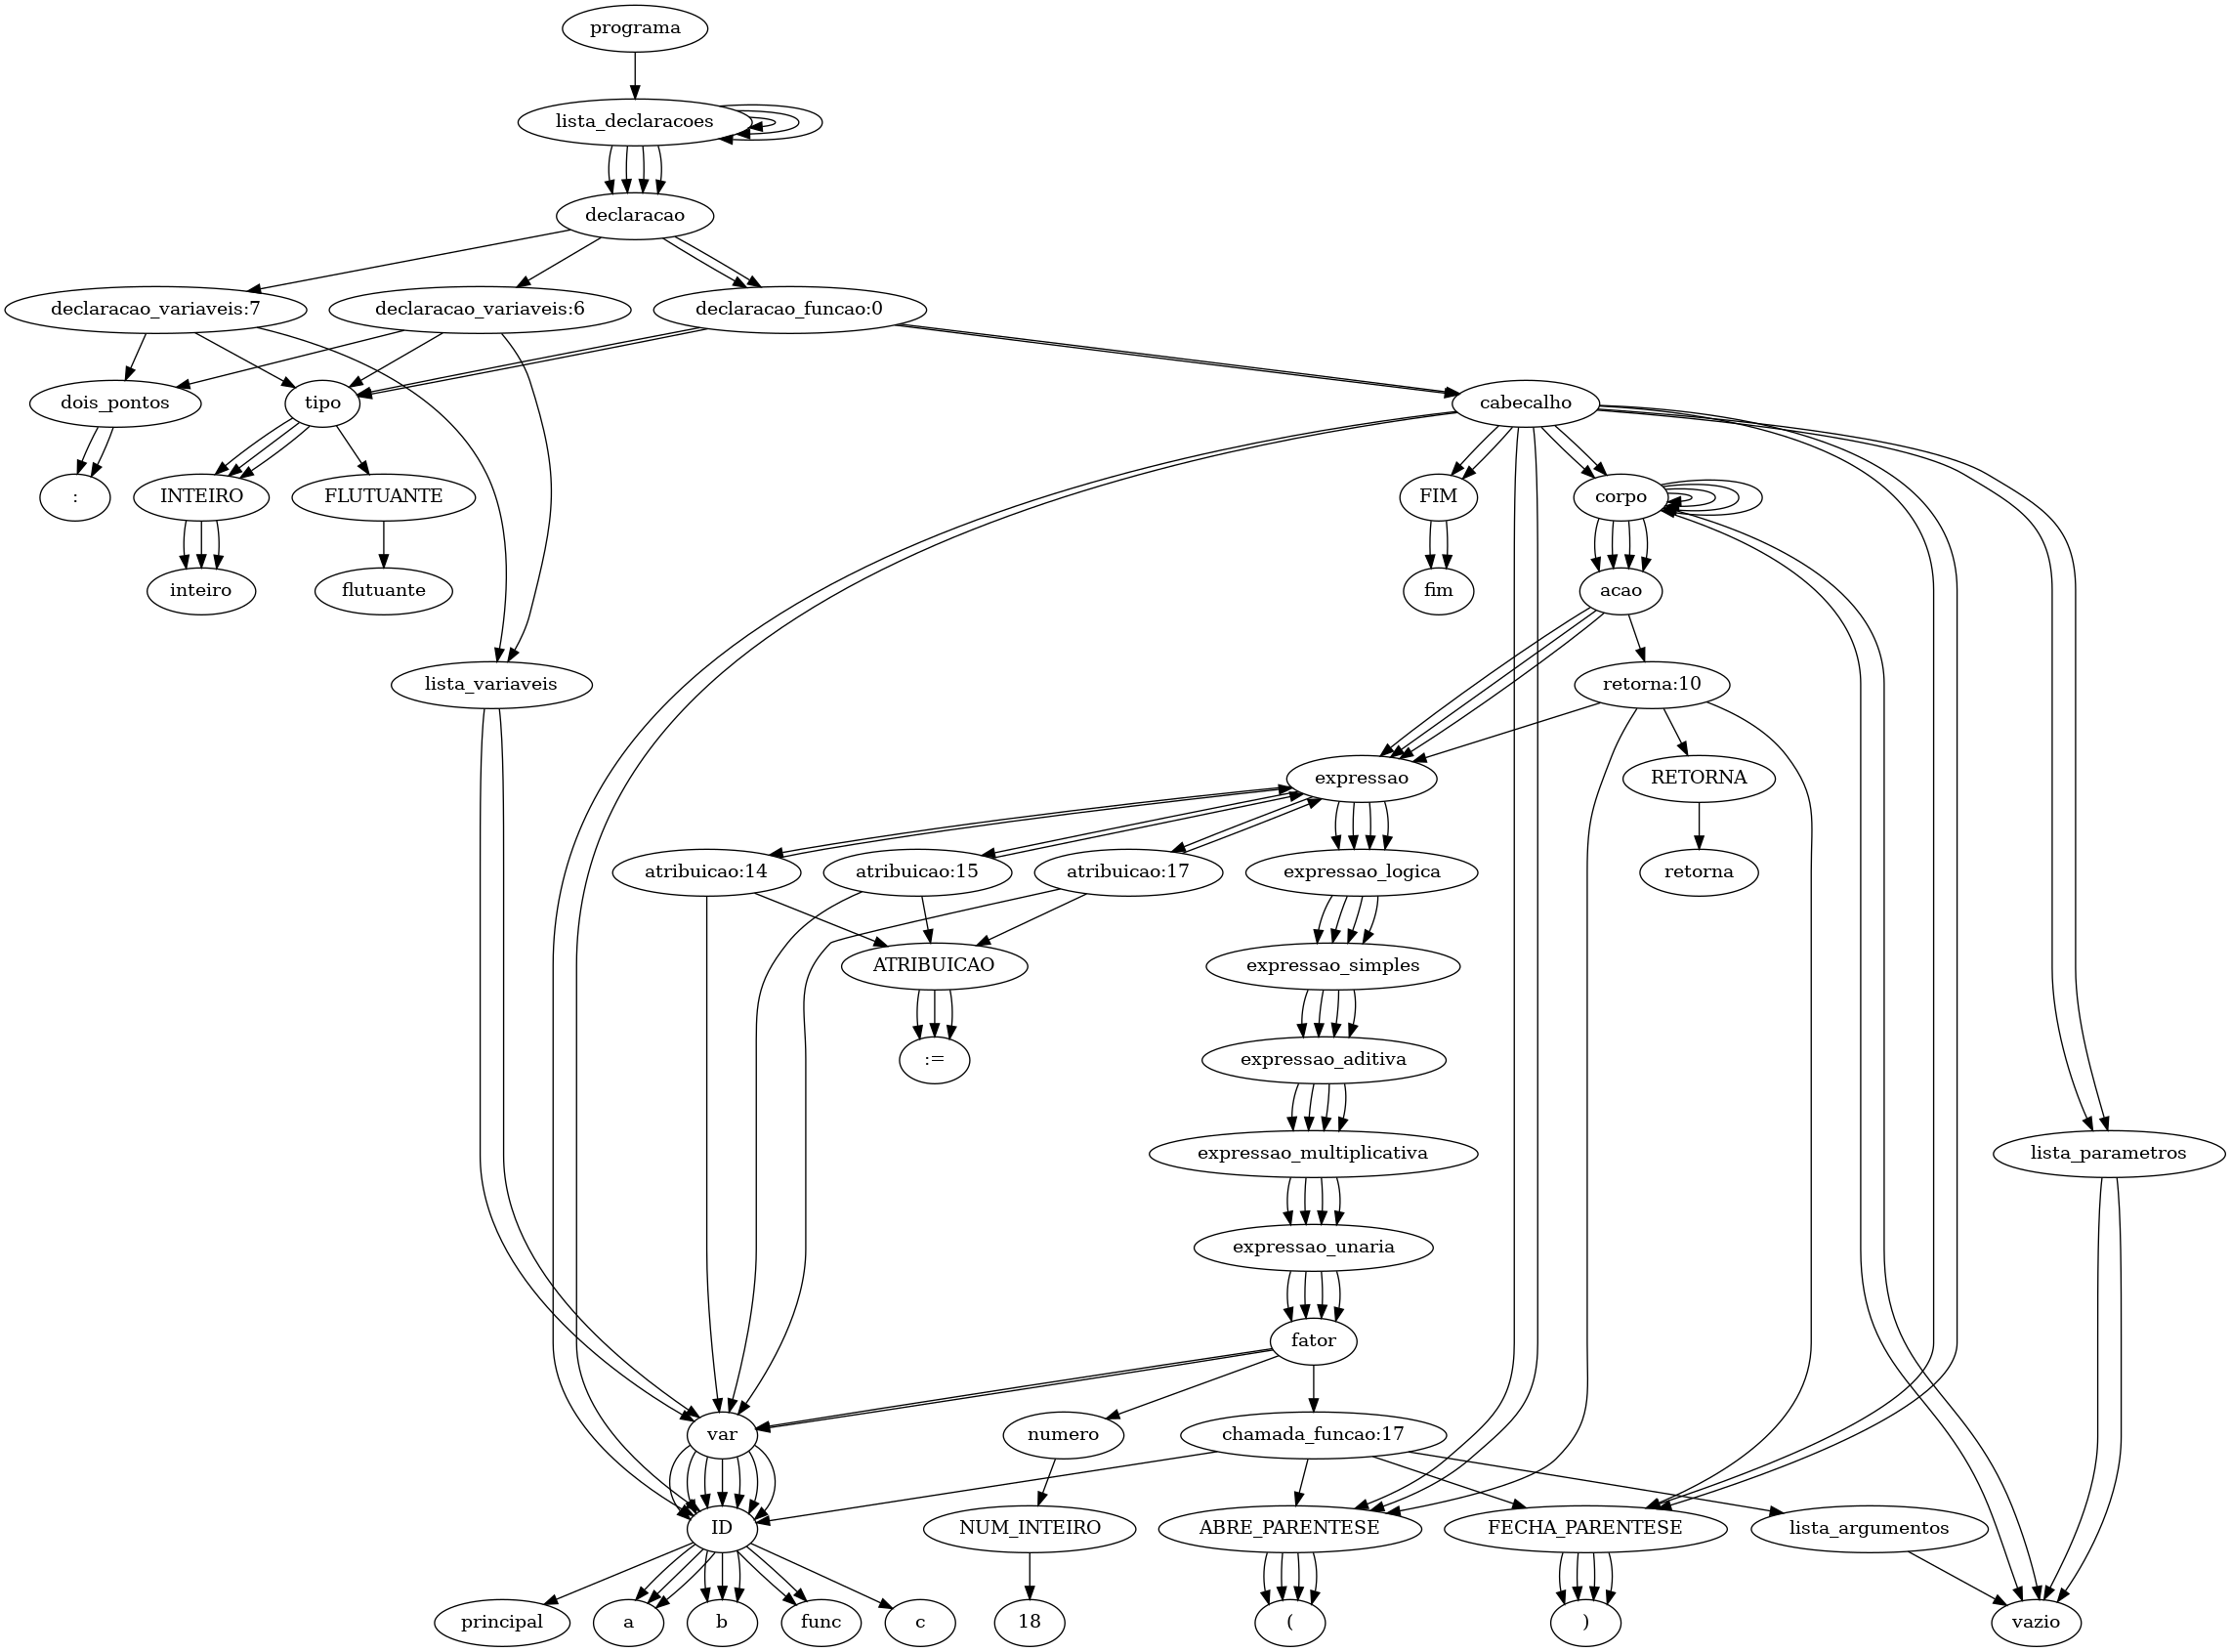 programa
lista_declaracoes
declaracao
declaracao_variaveis:7
declaracao_variaveis:6
declaracao_funcao:0
dois_pontos
tipo
cabecalho
:
INTEIRO
FLUTUANTE
FIM
corpo
inteiro
flutuante
fim
acao
lista_variaveis
retorna:10
expressao
RETORNA
atribuicao:14
atribuicao:15
atribuicao:17
expressao_logica
retorna
ATRIBUICAO
expressao_simples
:=
expressao_aditiva
expressao_multiplicativa
lista_parametros
expressao_unaria
fator
var
numero
chamada_funcao:17
ID
NUM_INTEIRO
ABRE_PARENTESE
FECHA_PARENTESE
lista_argumentos
principal
a
b
func
c
18
(
)
vazio